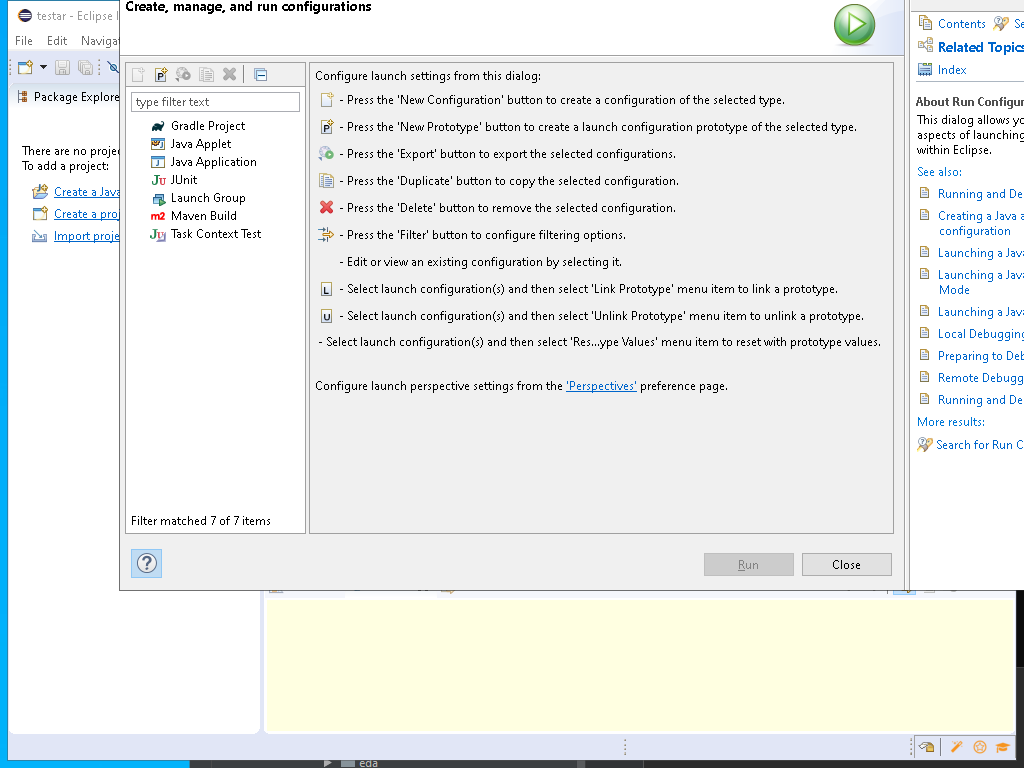 testar - Eclipse I
File Edit Naviga
Package Explore
There are no proje
To add a project:
Create a Java
Create a proj
Import proje
Create, manage, and run configurations
type filter text
Gradle Project
Java Applet
Java Application
JUnit
Launch Group
Maven Build
Task Context Test
Filter matched 7 of 7 items
Configure launch settings from this dialog:
- Press the 'New Configuration' button to create a configuration of the selected type.
- Press the 'New Prototype' button to create a launch configuration prototype of the selected type.
- Press the 'Export' button to export the selected configurations.
- Press the 'Duplicate' button to copy the selected configuration.
- Press the 'Delete' button to remove the selected configuration.
- Press the 'Filter' button to configure filtering options.
- Edit or view an existing configuration by selecting it.
- Select launch configuration(s) and then select 'Link Prototype' menu item to link a prototype.
- Select launch configuration(s) and then select 'Unlink Prototype' menu item to unlink a prototype.
- Select launch configuration(s) and then select 'Res...ype Values' menu item to reset with prototype values.
Configure launch perspective settings from the 'Perspectives' preference page.
Run
Close
Contents Se
Related Topics
Index
About Run Configur
This dialog allows yo
aspects of launching
within Eclipse.
See also:
Running and De
Creating a Java a
configuration
Launching a Java
Launching a Java
Mode
Launching a Java
Local Debugging
Preparing to Deb
Remote Debugg
Running and De
More results:
Search for Run C
eda